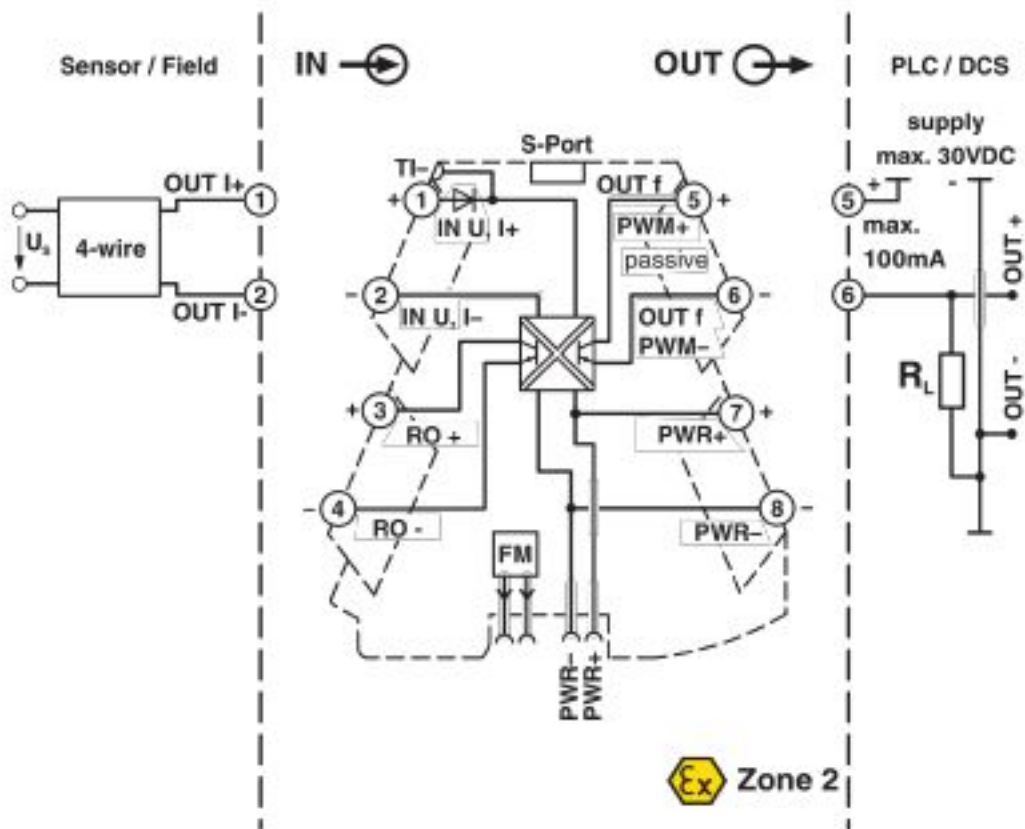 Sensor / Field
IN
OUT
PLC / DCS
supply
max. 30VDC
+
-
S-Port
TI-
OUT I+
1
4-wire
OUT I-
2
+
1
IN U, I+
-
2
IN U, I-
+
3
RO +
-
4
RO -
OUT f
5
+
PWM+
passive
6
-
OUT f
PWM-
7
+
PWR+
8
-
PWR-
FM
PWR-
PWR+
5
max.
100mA
6
OUT +
OUT -
RL
Ex
Zone 2